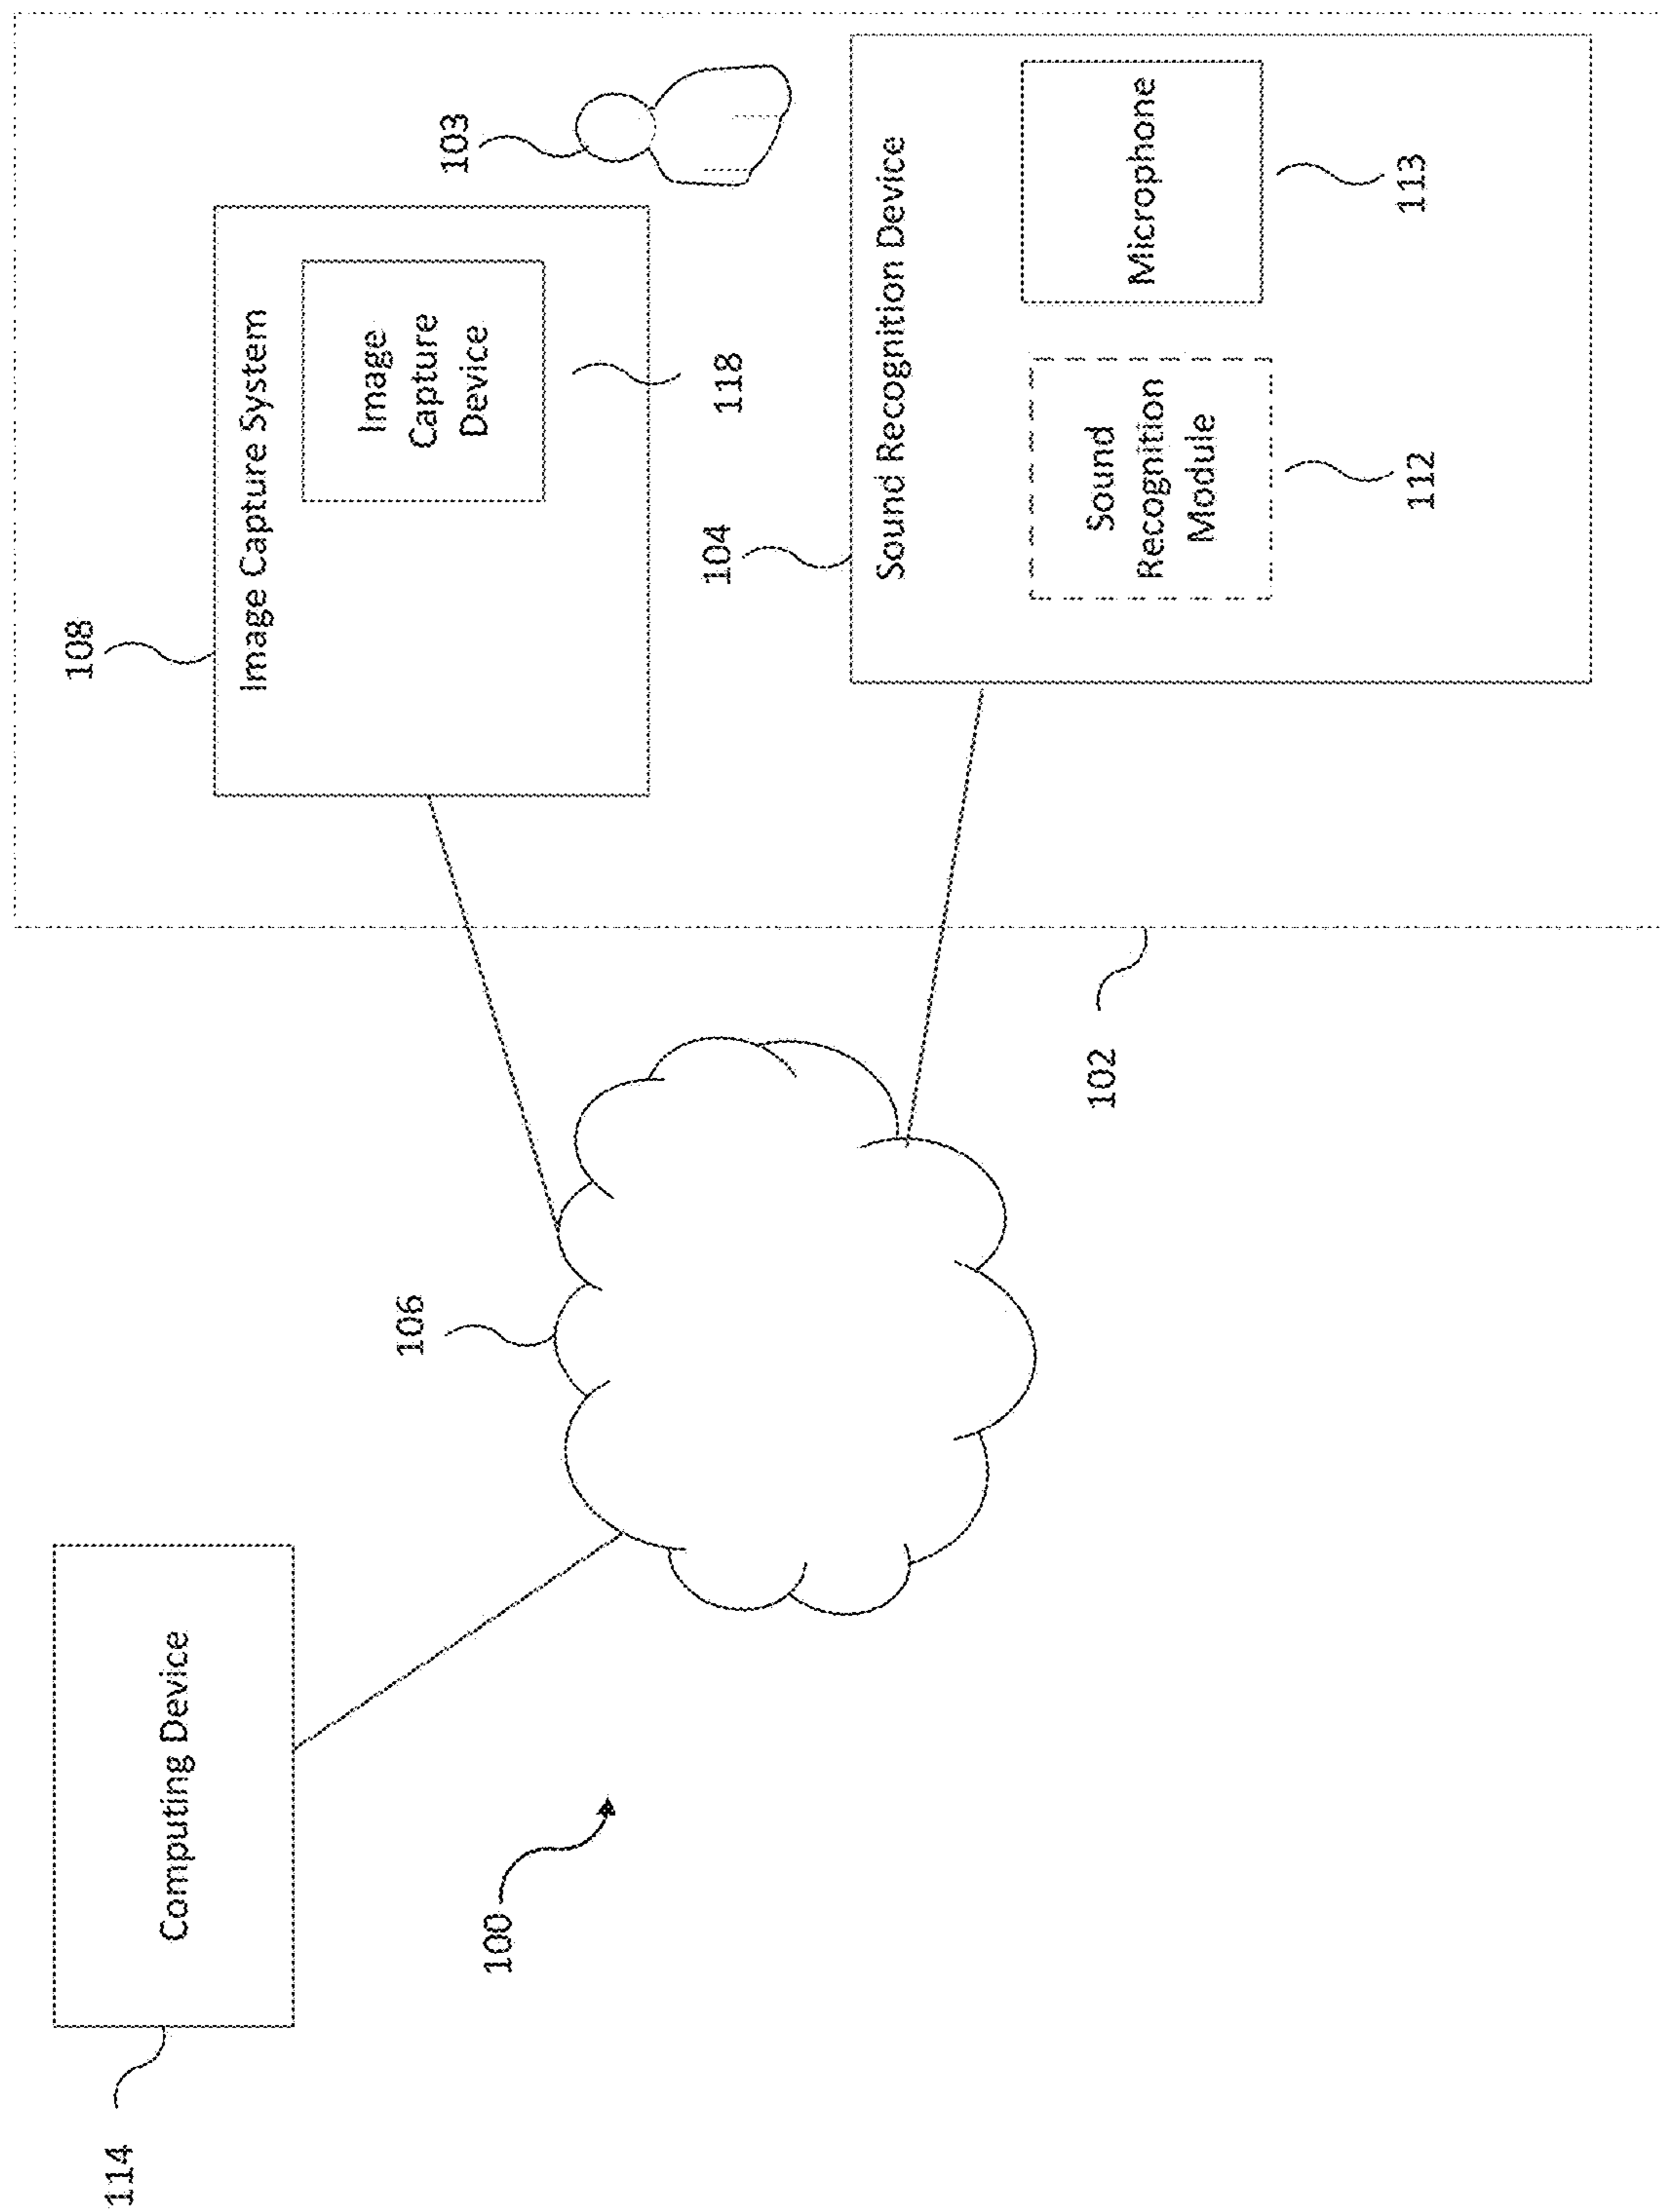 114
Computing Device
108
Image Capture System
Image
Capture
Device
118
103
106
100
104
Sound Recognition Device
Sound
Recognition
Module
Microphone
102
112
113